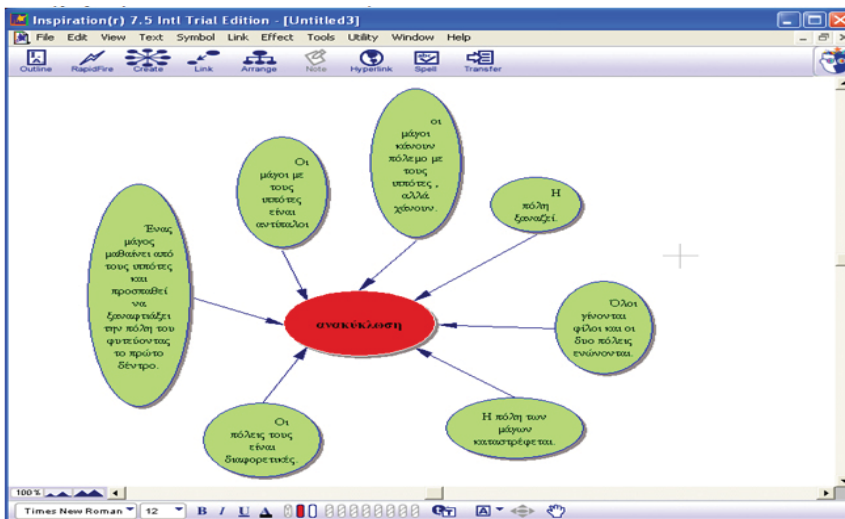 Inspiration(r) 7.5 Intl Trial Edition - [Untitled3]
File Edit View Text Symbol Link Effect Tools Utility Window Help
Outline RapidFire Create Link Arrange Note Hyperlink Spell Transfer
οι
μάγοι
κάνουν
πόλεμο με
τους
ιππότες ,
αλλά
χάνουν.
Οι
μάγοι με
τους
ιππότες
είναι
αντίπαλοι
Η
πόλη
ξαναζεί.
Ένας
μάγος
μαθαίνει από
τους ιππότες
και
προσπαθεί
να
ξαναφτιάξει
την πόλη του
φυτεύοντας
το πρώτο
δέντρο.
ανακύκλωση
Όλοι
γίνονται
φίλοι και οι
δυο πόλεις
ενώνονται.
Οι
πόλεις τους
είναι
διαφορετικές.
Η πόλη των
μάγων
καταστρέφεται.
100 %
Times New Roman 12 B I U A A